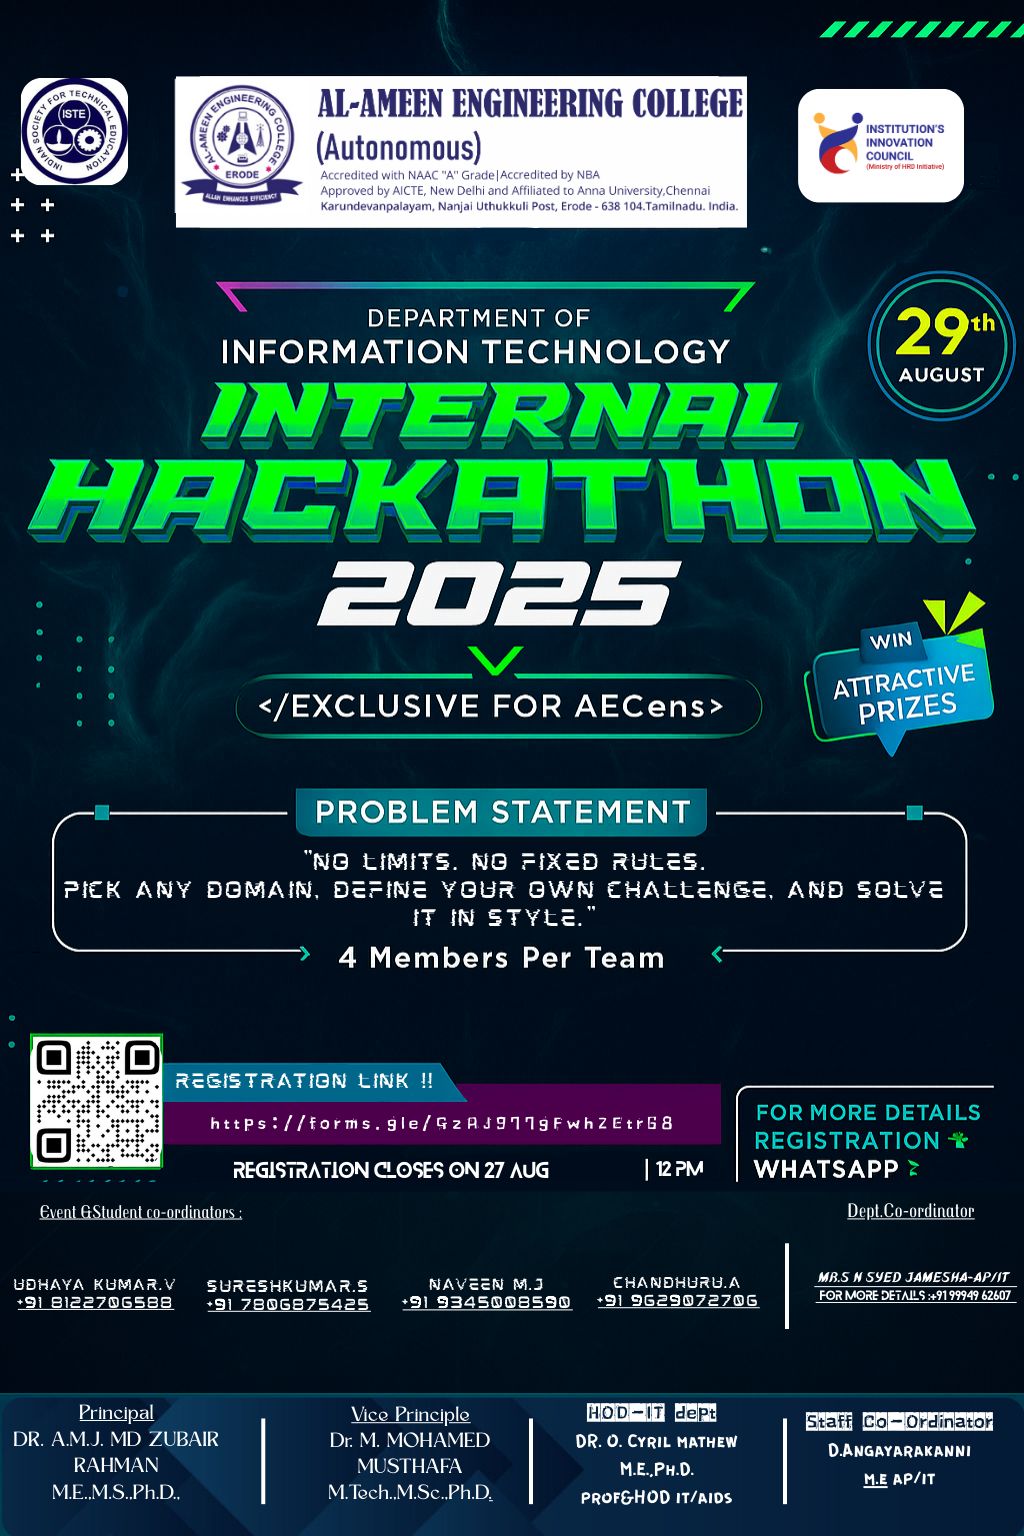 INDIAN SOCIETY FOR TECHNICAL EDUCATION
ISTE
AL-AMEEN ENGINEERING COLLEGE
ERODE
ALLAH ENHANCES EFFICIENCY
AL-AMEEN ENGINEERING COLLEGE
(Autonomous)
Accredited with NAAC "A" Grade|Accredited by NBA
Approved by AICTE, New Delhi and Affiliated to Anna University,Chennai
Karundevanpalayam, Nanjai Uthukkuli Post, Erode - 638 104.Tamilnadu. India.
INSTITUTION'S
INNOVATION
COUNCIL
(Ministry of HRD Initiative)
DEPARTMENT OF
INFORMATION TECHNOLOGY
29th
AUGUST
INTERNAL
HACKATHON
2025
</EXCLUSIVE FOR AECens>
WIN
ATTRACTIVE
PRIZES
PROBLEM STATEMENT
"NO LIMITS. NO FIXED RULES.
PICK ANY DOMAIN, DEFINE YOUR OWN CHALLENGE, AND SOLVE
IT IN STYLE."
4 Members Per Team
REGISTRATION LINK !!
REGISTRATION CLOSES ON 27 AUG | 12 PM
FOR MORE DETAILS
REGISTRATION
WHATSAPP
Event &Student co-ordinators :
Dept.Co-ordinator
UDHAYA KUMAR.V
+91 8122706588
SURESHKUMAR.S
+91 7806875425
NAVEEN M.J
+91 9345008590
CHANDHURU.A
+91 9629072706
MR.S N SYED JAMESHA-AP/IT
FOR MORE DETAILS :+91 99949 62607
Principal
DR. A.M.J. MD ZUBAIR
RAHMAN
M.E.,M.S.,Ph.D.,
Vice Principle
Dr. M. MOHAMED
MUSTHAFA
M.Tech.,M.Sc.,Ph.D.
HOD-IT dept
DR. O. CYRIL MATHEW
M.E.,Ph.D.
PROF&HOD IT/AIDS
Staff Co-Ordinator
D.ANGAYARAKANNI
M.E AP/IT